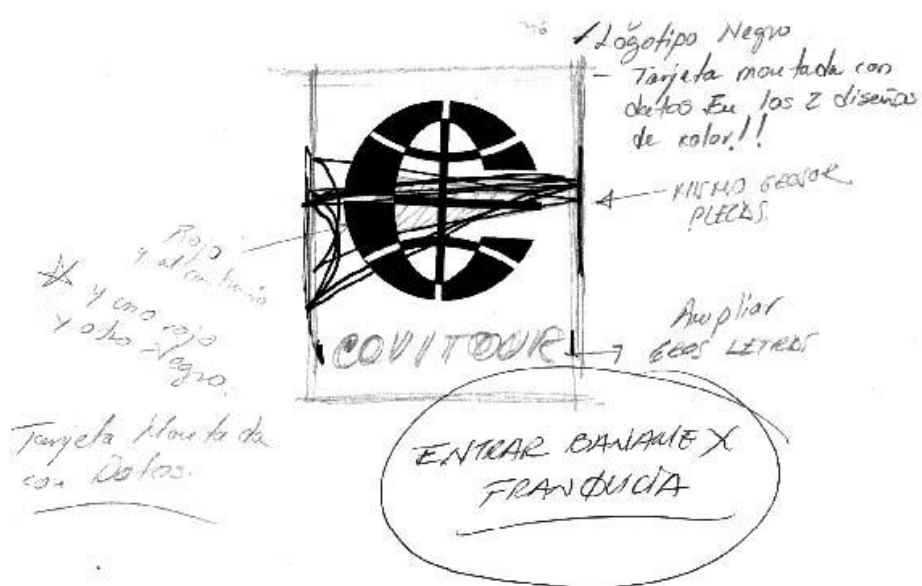 Logotipo Negro
- Tarjeta montada con
datos En los 2 diseños
de color!!
MISMO GROSOR
PLECAS.
Rojo
y al contrario
y uno rojo
y otro Negro.
COVITOUR
Ampliar
LETRAS
Tarjeta Montada
con Datos.
ENTRAR BANAMEX
FRANQUICIA